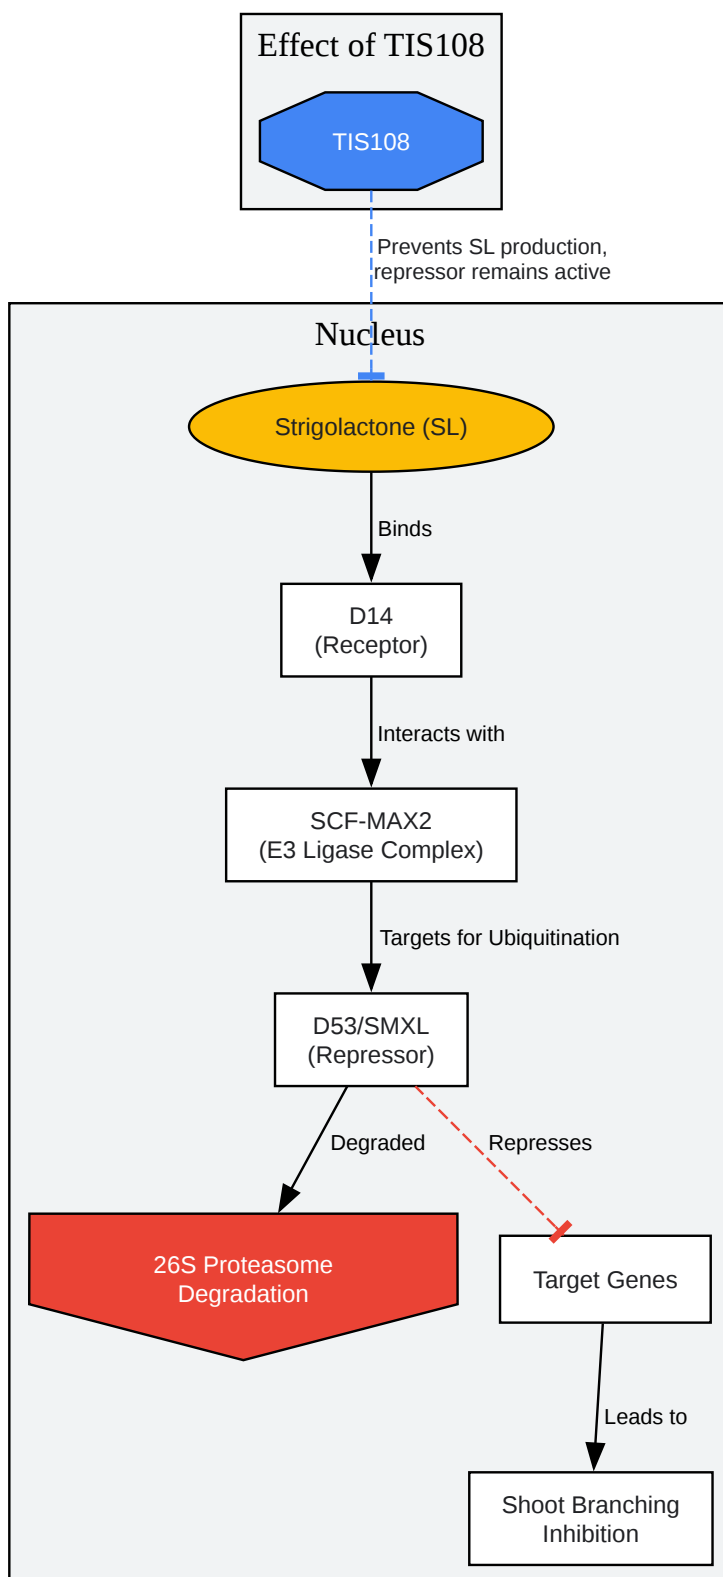 Effect of TIS108
TIS108
Prevents SL production,
repressor remains active
Nucleus
Strigolactone (SL)
Binds
D14
(Receptor)
Interacts with
SCF-MAX2
(E3 Ligase Complex)
Targets for Ubiquitination
D53/SMXL
(Repressor)
Degraded
Represses
26S Proteasome
Degradation
Target Genes
Leads to
Shoot Branching
Inhibition